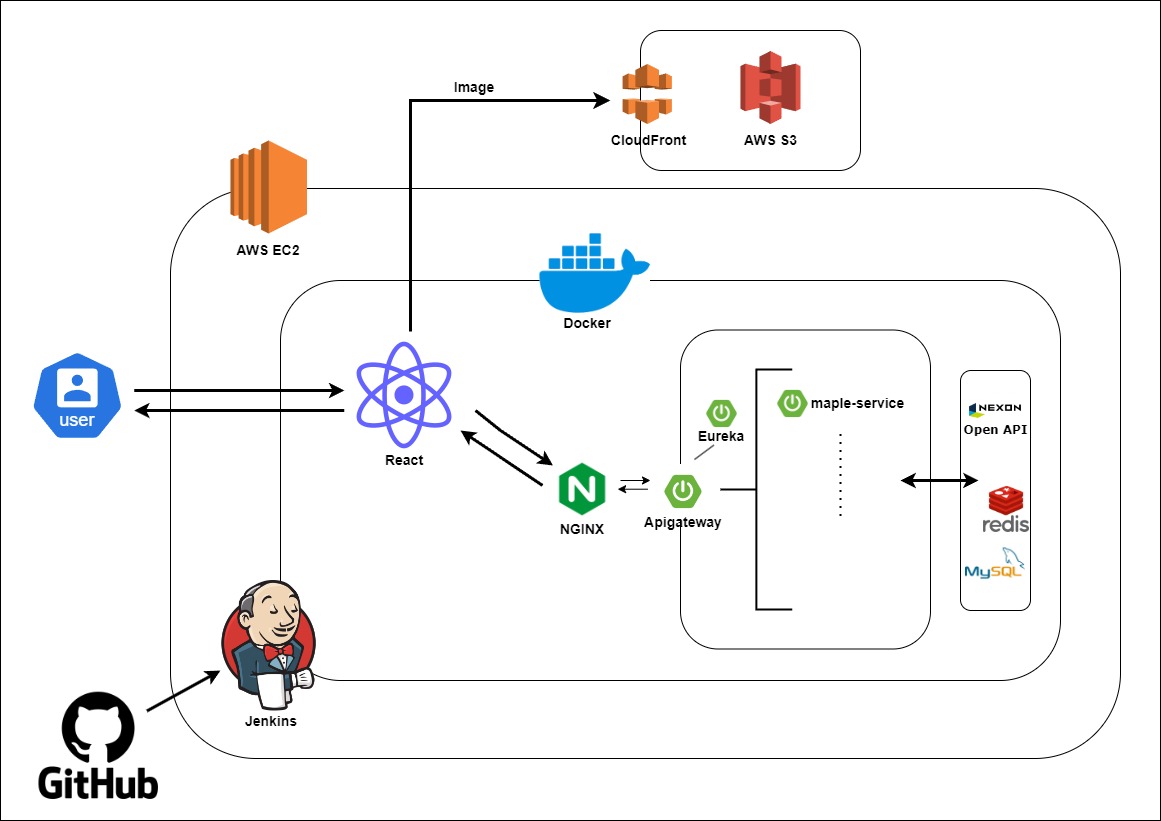 Image
CloudFront
AWS S3
AWS EC2
Docker
user
React
maple-service
Eureka
NEXON
Open API
NGINX
Apigateway
redis
MySQL
Jenkins
GitHub